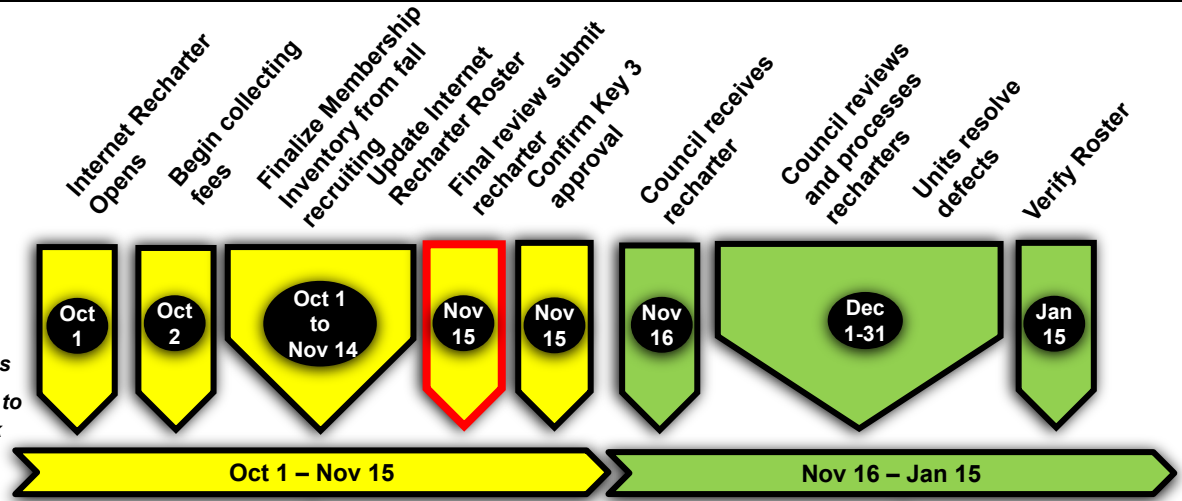 Internet Recharter
Opens
Begin collecting
fees
Finalize Membership
Inventory from fall
recruiting
Update Internet
Recharter Roster
Final review submit
recharter
Confirm Key 3
approval
Council receives
recharter
Council reviews
and processes
recharters
Units resolve
defects
Verify Roster
Oct
1
Oct
2
Oct 1
to
Nov 14
Nov
15
Nov
15
Nov
16
Dec
1-31
Jan
15
to
Oct 1 – Nov 15
Nov 16 – Jan 15